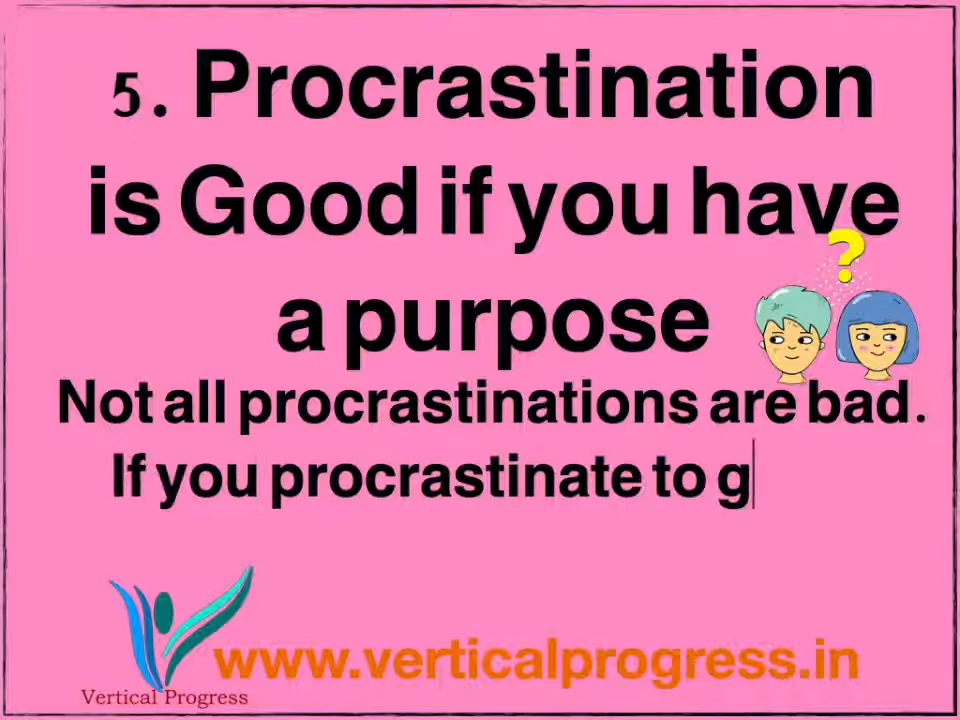 5. Procrastination
is Good if you have
a purpose
?
Not all procrastinations are bad.
If you procrastinate to g
www.verticalprogress.in
Vertical Progress